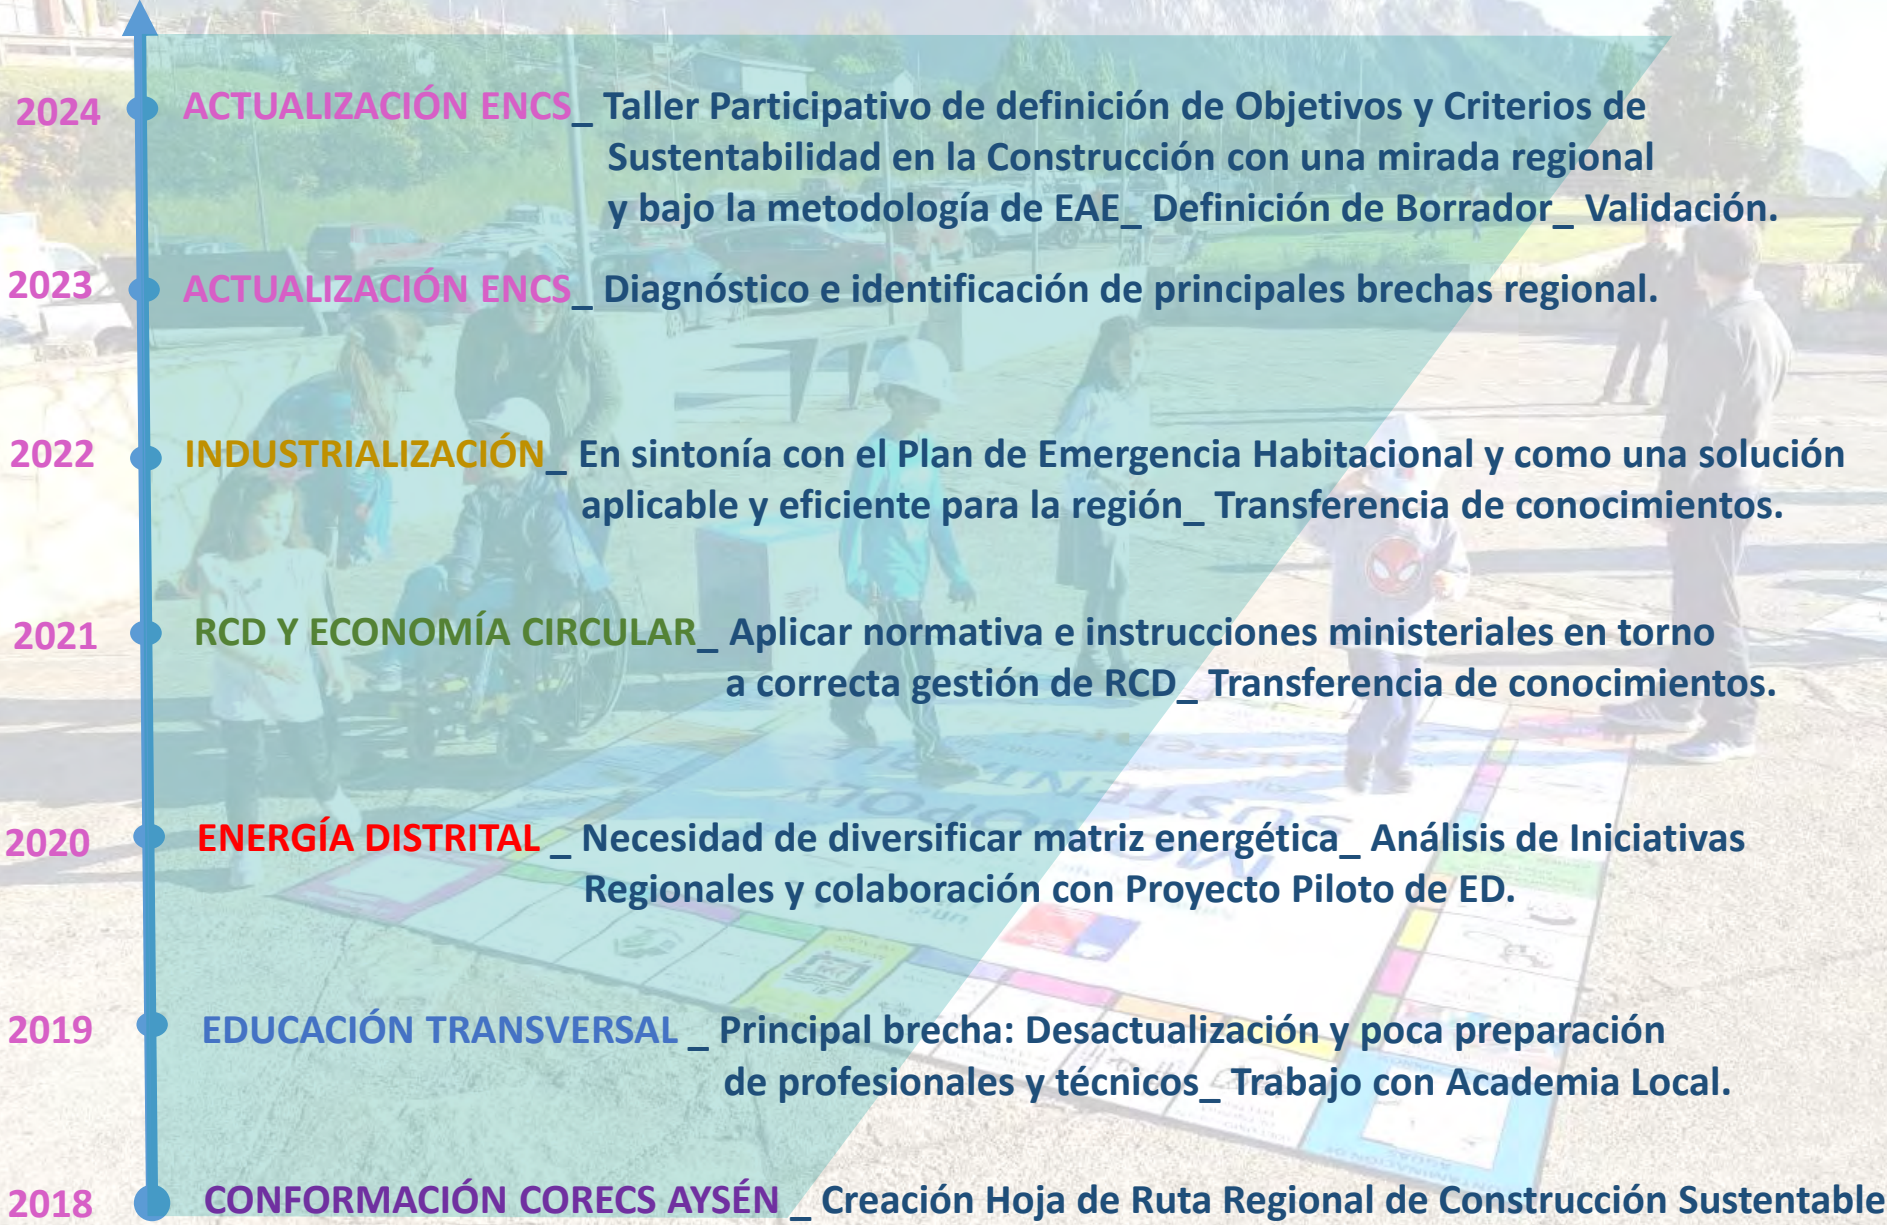 2024
ACTUALIZACIÓN ENCS_ Taller Participativo de definición de Objetivos y Criterios de
Sustentabilidad en la Construcción con una mirada regional
y bajo la metodología de EAE_ Definición de Borrador_ Validación.
2023
ACTUALIZACIÓN ENCS_ Diagnóstico e identificación de principales brechas regional.
2022
INDUSTRIALIZACIÓN_ En sintonía con el Plan de Emergencia Habitacional y como una solución
aplicable y eficiente para la región_ Transferencia de conocimientos.
2021
RCD Y ECONOMÍA CIRCULAR_ Aplicar normativa e instrucciones ministeriales en torno
a correcta gestión de RCD_ Transferencia de conocimientos.
2020
ENERGÍA DISTRITAL _ Necesidad de diversificar matriz energética_ Análisis de Iniciativas
Regionales y colaboración con Proyecto Piloto de ED.
2019
EDUCACIÓN TRANSVERSAL _ Principal brecha: Desactualización y poca preparación
de profesionales y técnicos_ Trabajo con Academia Local.
2018
CONFORMACIÓN CORECS AYSÉN _ Creación Hoja de Ruta Regional de Construcción Sustentable